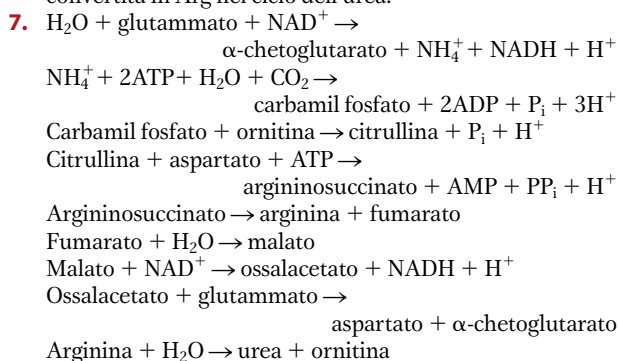 convertita in Arg nel ciclo dell'urea.
7. H₂O + glutammato + NAD⁺ →
α-chetoglutarato + NH₄⁺ + NADH + H⁺
NH₄⁺ + 2ATP+ H₂O + CO₂ →
carbamil fosfato + 2ADP + Pᵢ + 3H⁺
Carbamil fosfato + ornitina → citrullina + Pᵢ + H⁺
Citrullina + aspartato + ATP →
argininosuccinato + AMP + PPᵢ + H⁺
Argininosuccinato → arginina + fumarato
Fumarato + H₂O → malato
Malato + NAD⁺ → ossalacetato + NADH + H⁺
Ossalacetato + glutammato →
aspartato + α-chetoglutarato
Arginina + H₂O → urea + ornitina